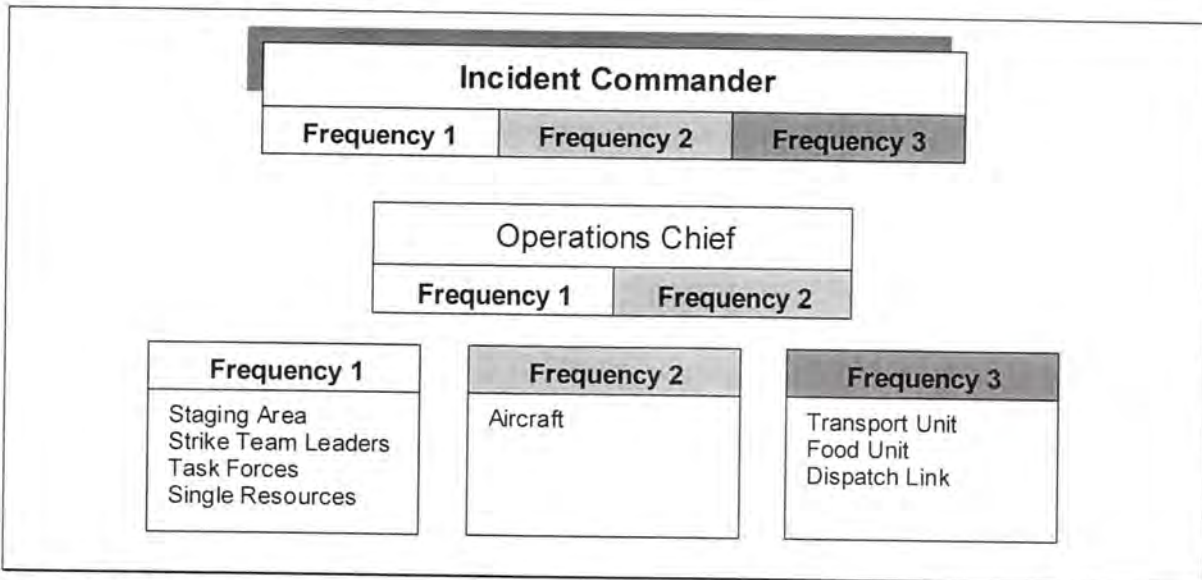 Incident Commander
Frequency 1 Frequency 2 Frequency 3
Operations Chief
Frequency 1 Frequency 2
Frequency 1
Staging Area
Strike Team Leaders
Task Forces
Single Resources
Frequency 2
Aircraft
Frequency 3
Transport Unit
Food Unit
Dispatch Link